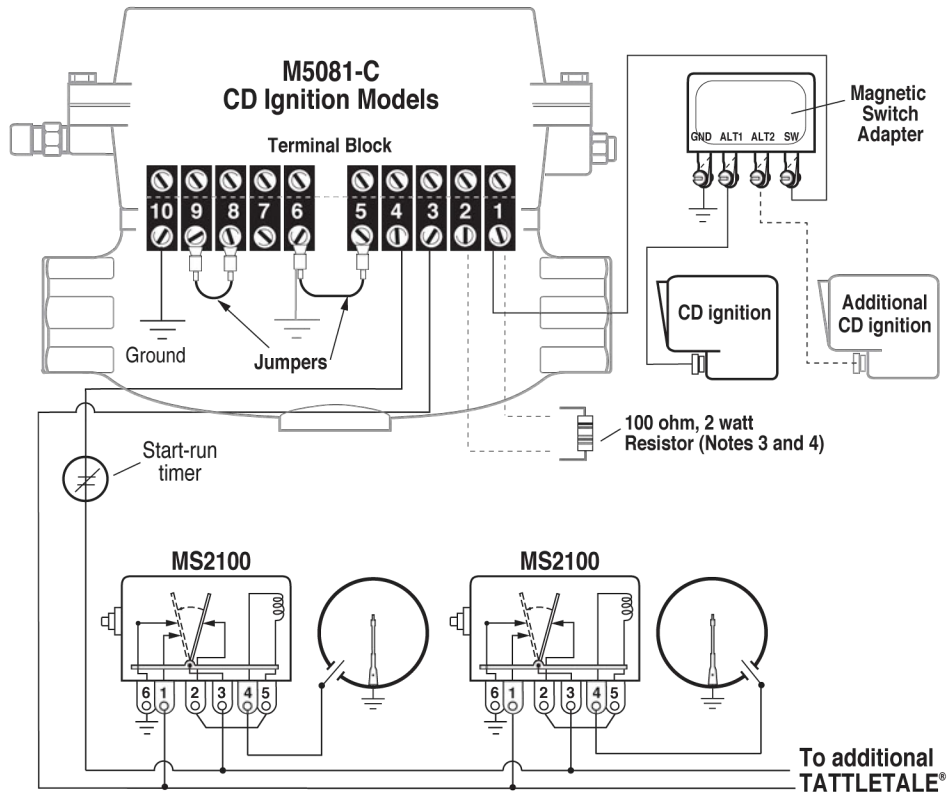 M5081-C
CD Ignition Models
Terminal Block
10 9 8 7 6 5 4 3 2 1
Ground
Jumpers
GND ALT1 ALT2 SW
Magnetic
Switch
Adapter
CD ignition
Additional
CD ignition
100 ohm, 2 watt
Resistor (Notes 3 and 4)
Start-run
timer
MS2100
6 1 2 3 4 5
MS2100
6 1 2 3 4 5
To additional
TATTLETALE®